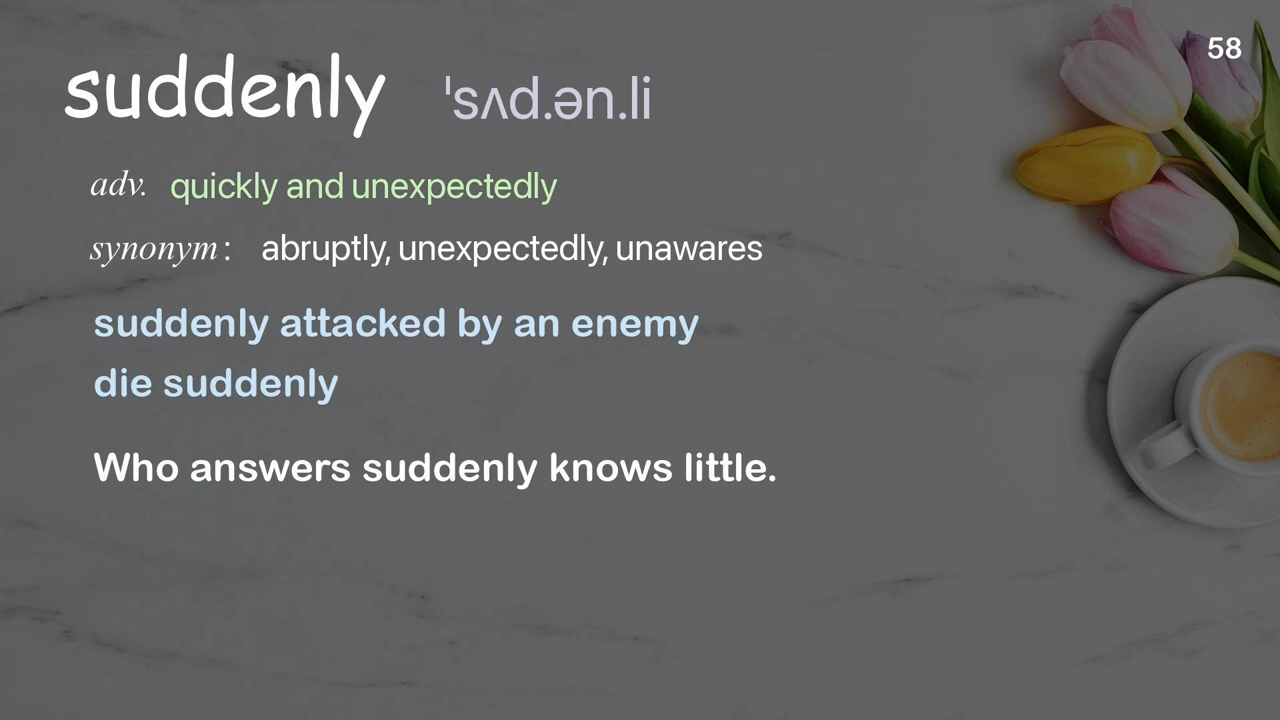 58
suddenly ˈsʌd.ən.li
adv. quickly and unexpectedly
synonym: abruptly, unexpectedly, unawares
suddenly attacked by an enemy
die suddenly
Who answers suddenly knows little.